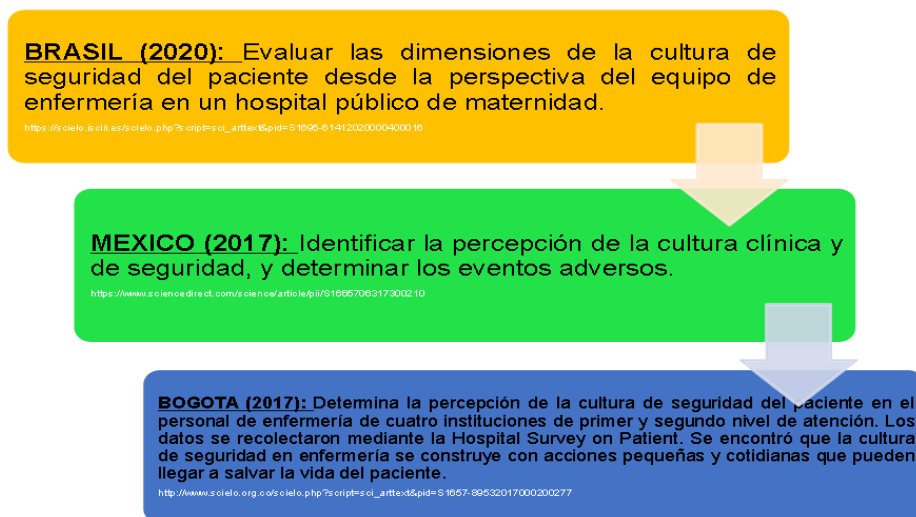 BRASIL (2020): Evaluar las dimensiones de la cultura de
seguridad del paciente desde la perspectiva del equipo de
enfermería en un hospital público de maternidad.
https://scielo.isciii.es/scielo.php?script=sci_arttext&pid=S1695-61412020000400016
MEXICO (2017): Identificar la percepción de la cultura clínica y
de seguridad, y determinar los eventos adversos.
https://www.sciencedirect.com/science/article/pii/S1665706317300210
BOGOTA (2017): Determina la percepción de la cultura de seguridad del paciente en el
personal de enfermería de cuatro instituciones de primer y segundo nivel de atención. Los
datos se recolectaron mediante la Hospital Survey on Patient. Se encontró que la cultura
de seguridad en enfermería se construye con acciones pequeñas y cotidianas que pueden
llegar a salvar la vida del paciente.
http://www.scielo.org.co/scielo.php?script=sci_arttext&pid=S1657-89532017000200277